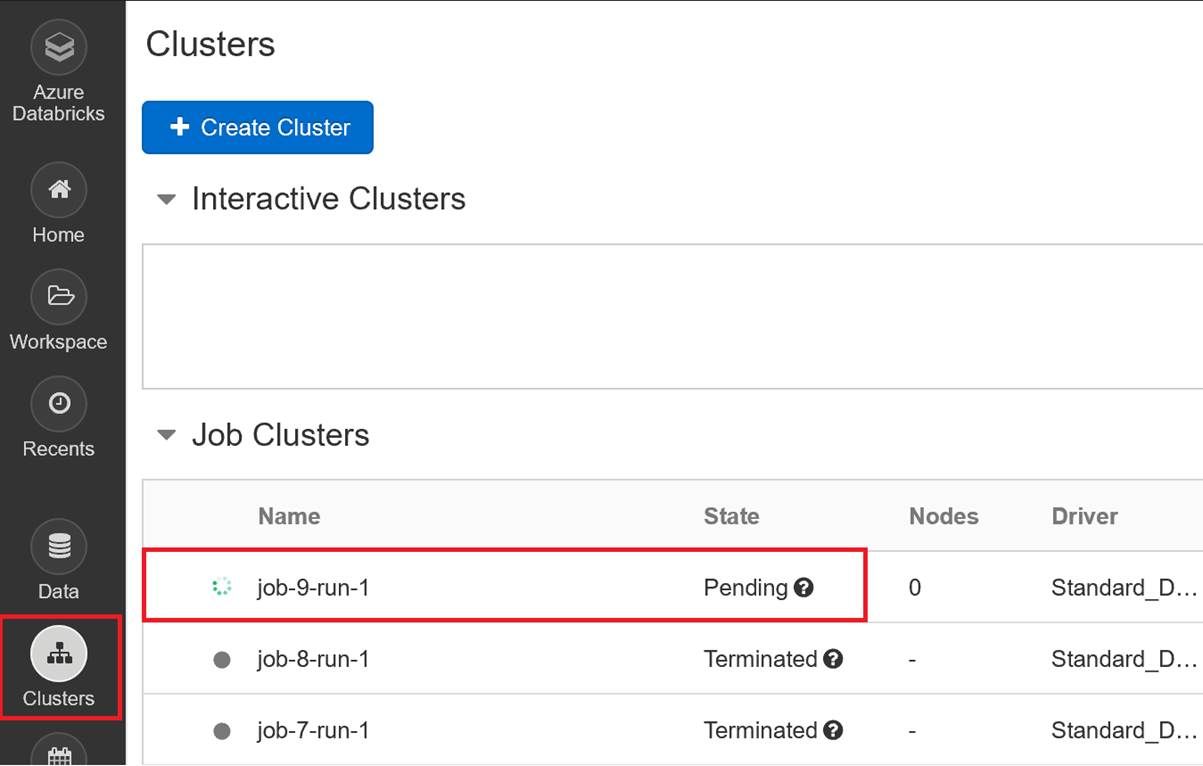 Azure
Databricks
Home
Workspace
Recents
Data
Clusters
Clusters
+ Create Cluster
Interactive Clusters
Job Clusters
Name State Nodes Driver
job-9-run-1 Pending ? 0 Standard_D...
job-8-run-1 Terminated ? - Standard_D...
job-7-run-1 Terminated ? - Standard_D...